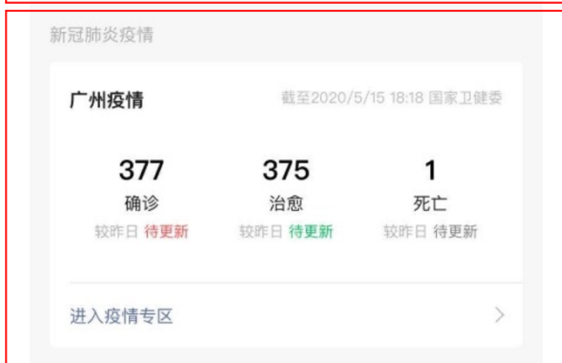 新冠肺炎疫情
广州疫情 截至2020/5/15 18:18 国家卫健委
377 375 1
确诊 治愈 死亡
较昨日 待更新 较昨日 待更新 较昨日 待更新
进入疫情专区